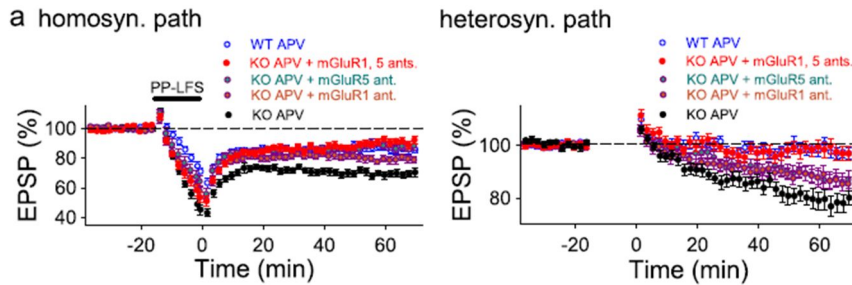 a homosyn. path
WT APV
KO APV + mGluR1, 5 ants.
KO APV + mGluR5 ant.
KO APV + mGluR1 ant.
KO APV
PP-LFS
EPSP (%)
100
80
60
40
-20
0
20
40
60
Time (min)
heterosyn. path
WT APV
KO APV + mGluR1, 5 ants.
KO APV + mGluR5 ant.
KO APV + mGluR1 ant.
KO APV
EPSP (%)
100
80
-20
0
20
40
60
Time (min)